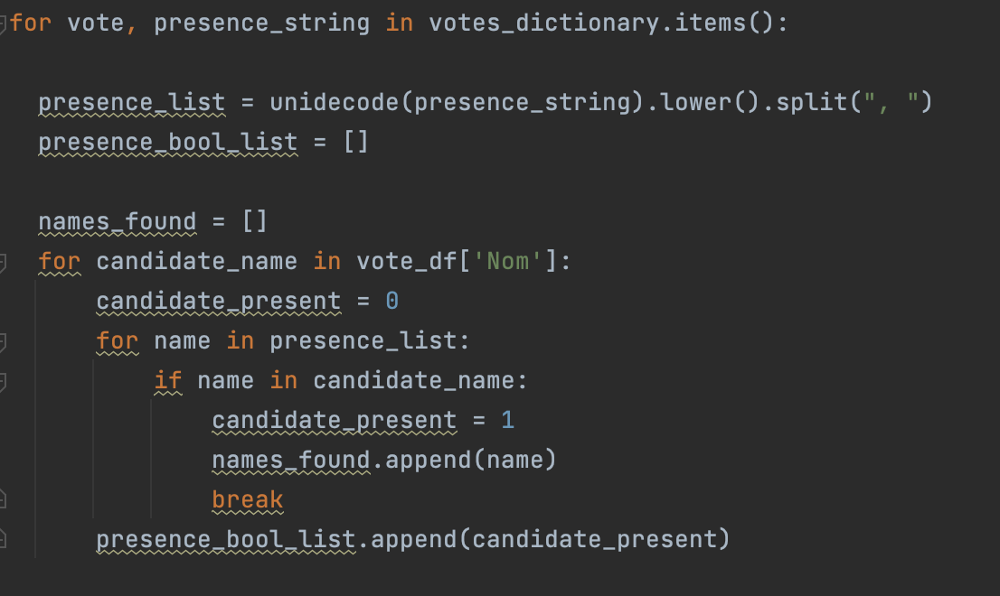 for vote, presence_string in votes_dictionary.items():
presence_list = unidecode(presence_string).lower().split(", ")
presence_bool_list = []
names_found = []
for candidate_name in vote_df['Nom']:
candidate_present = 0
for name in presence_list:
if name in candidate_name:
candidate_present = 1
names_found.append(name)
break
presence_bool_list.append(candidate_present)